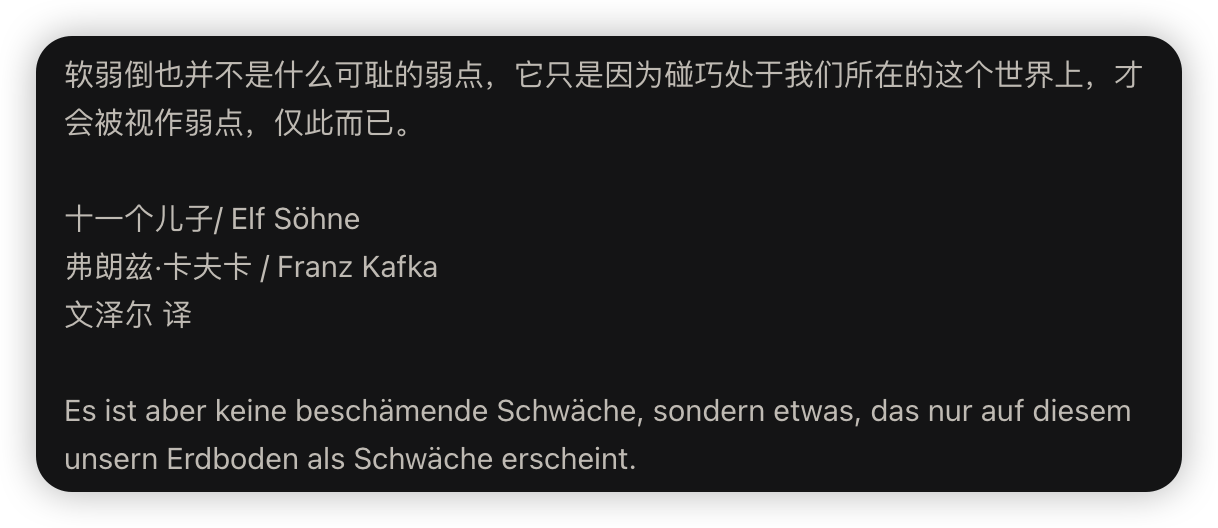 软弱倒也并不是什么可耻的弱点，它只是因为碰巧处于我们所在的这个世界上，才
会被视作弱点，仅此而已。
十一个儿子/ Elf Söhne
弗朗兹·卡夫卡 / Franz Kafka
文泽尔 译
Es ist aber keine beschämende Schwäche, sondern etwas, das nur auf diesem
unsern Erdboden als Schwäche erscheint.